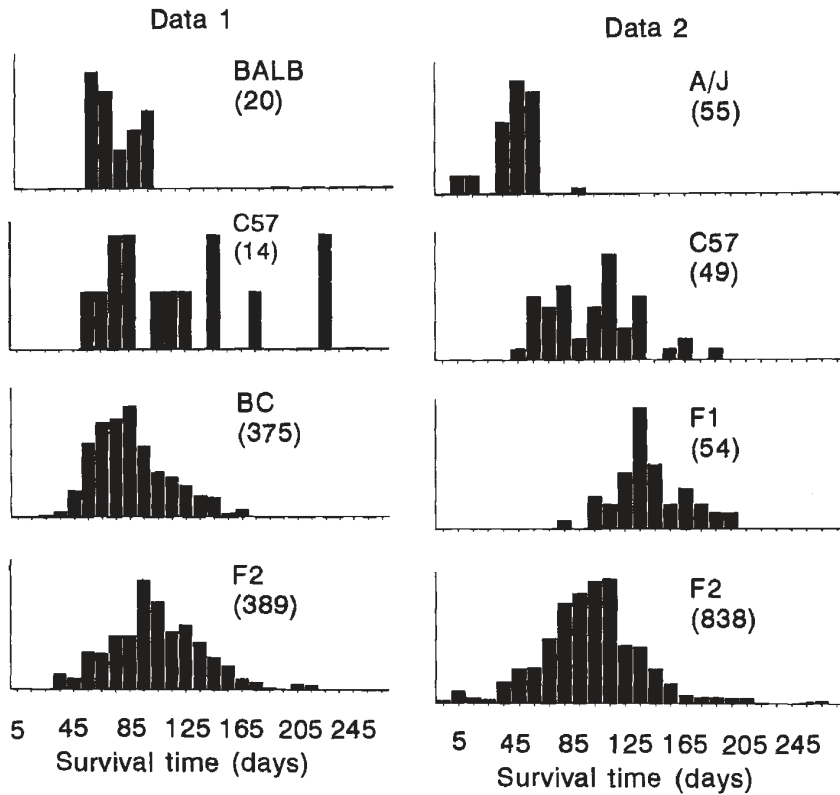 Data 1
BALB
(20)
C57
(14)
BC
(375)
F2
(389)
5 45 85 125 165 205 245
Survival time (days)
Data 2
A/J
(55)
C57
(49)
F1
(54)
F2
(838)
5 45 85 125 165 205 245
Survival time (days)